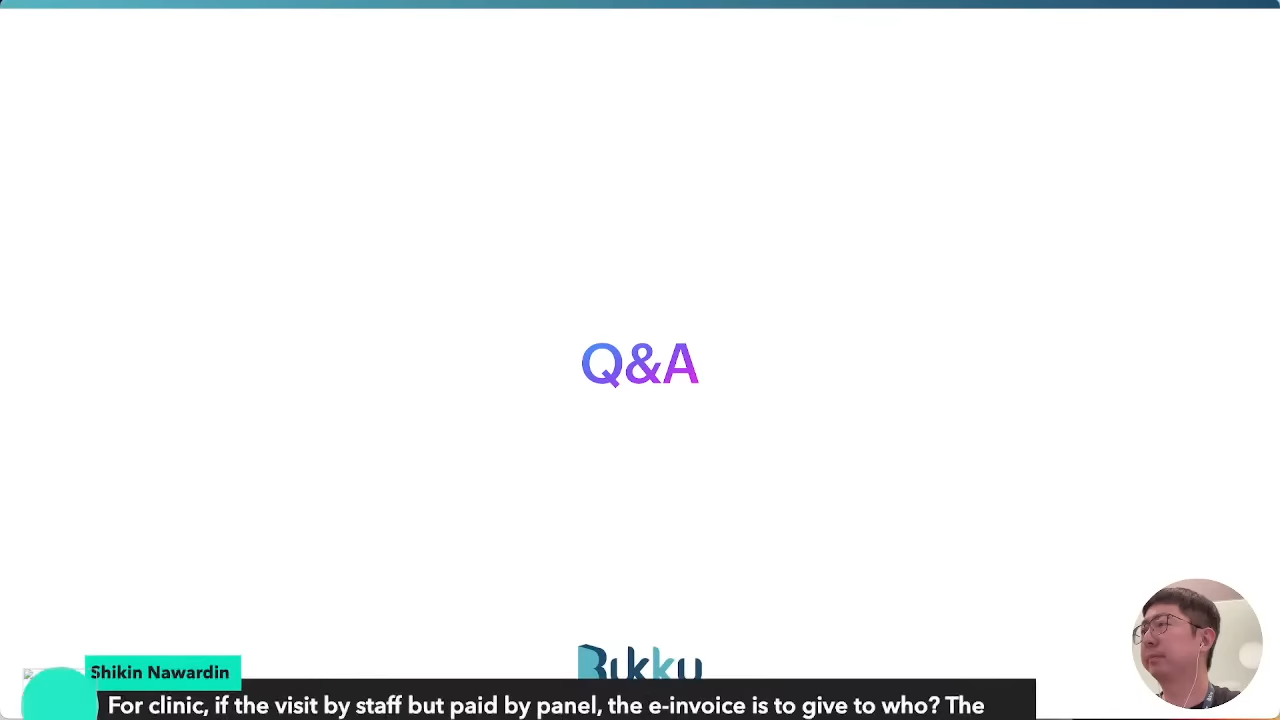 Q&A
Bukku
Shikin Nawardin
For clinic, if the visit by staff but paid by panel, the e-invoice is to give to who? The